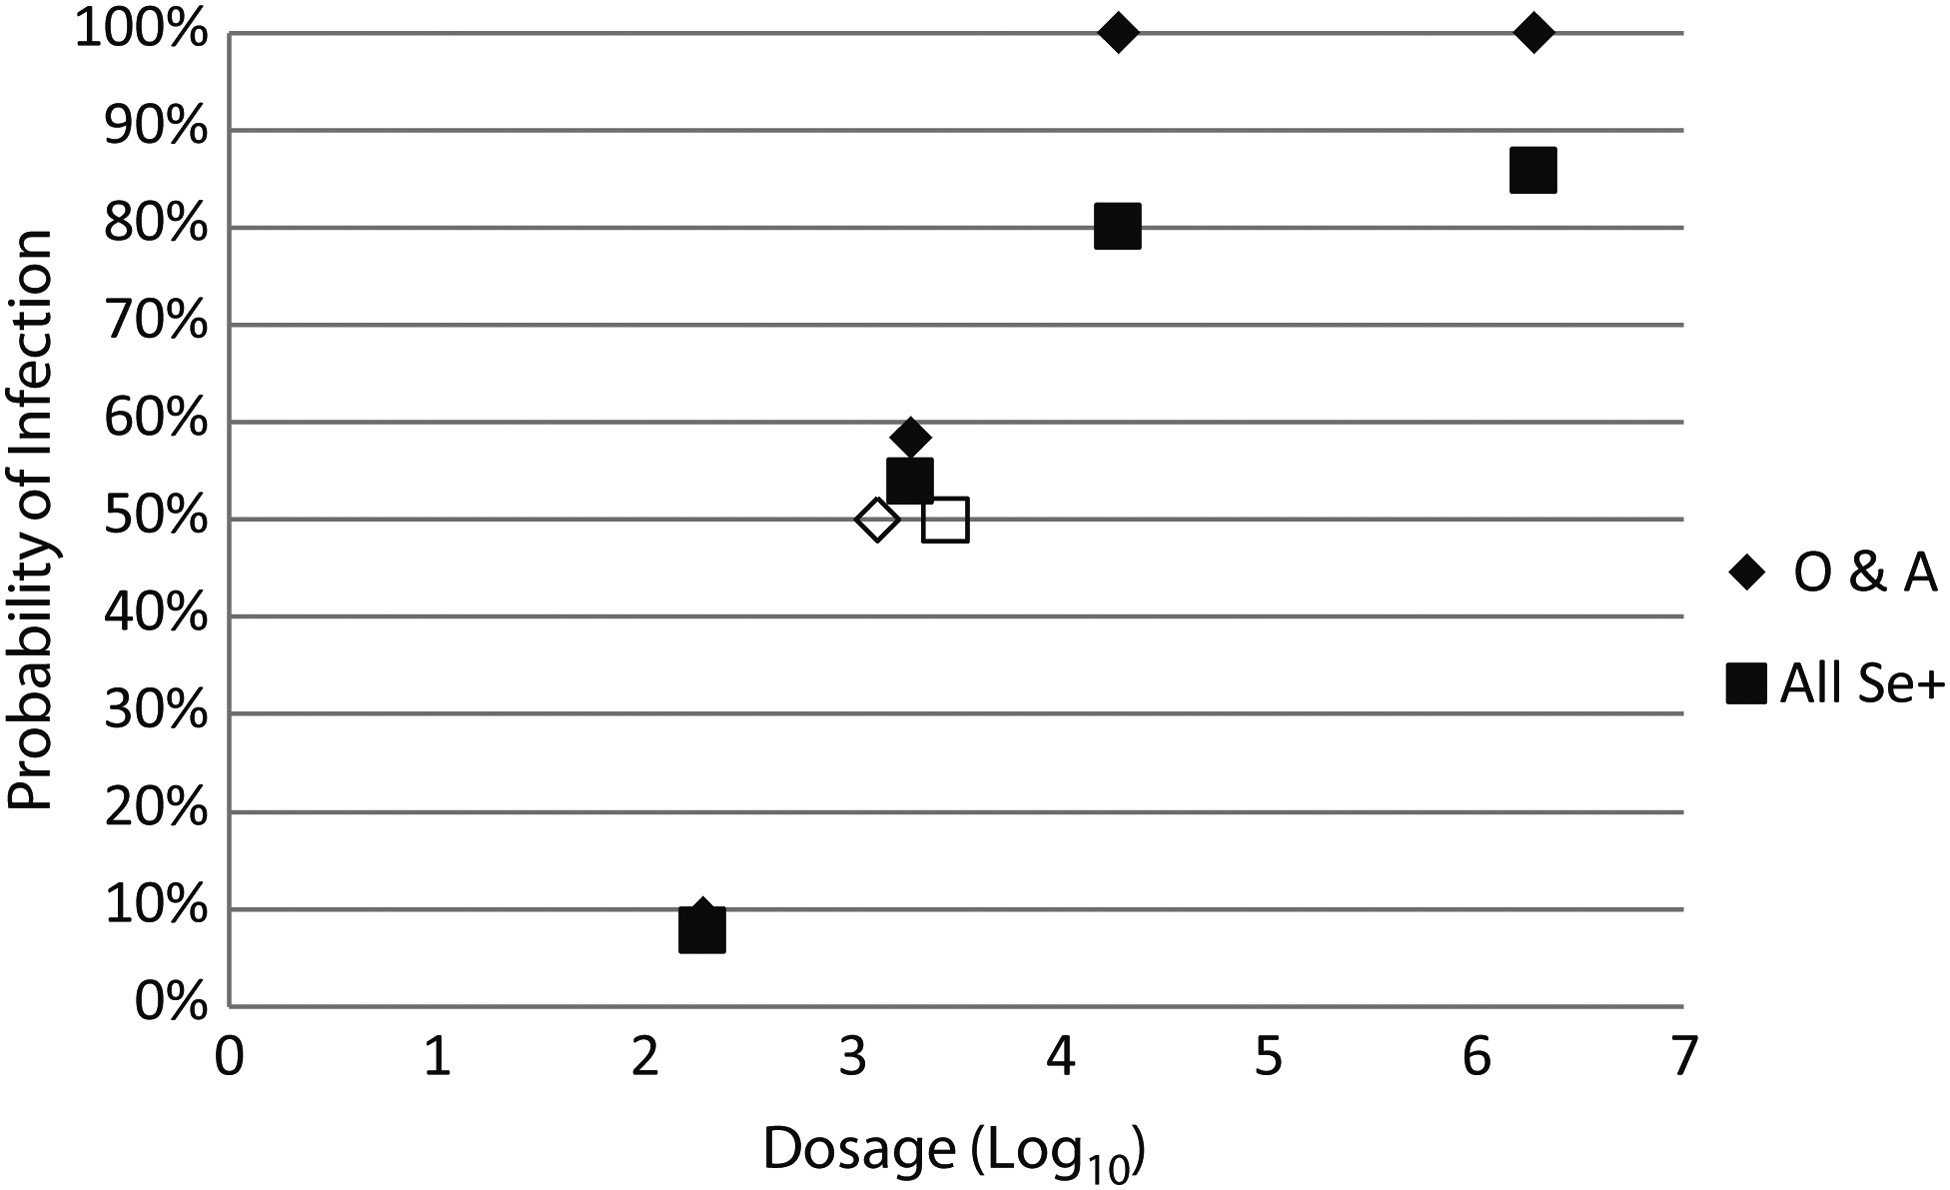 100%
90%
80%
70%
60%
50%
40%
30%
20%
10%
0%
0 1 2 3 4 5 6 7
Probability of Infection
Dosage (Log10)
O & A
All Se+